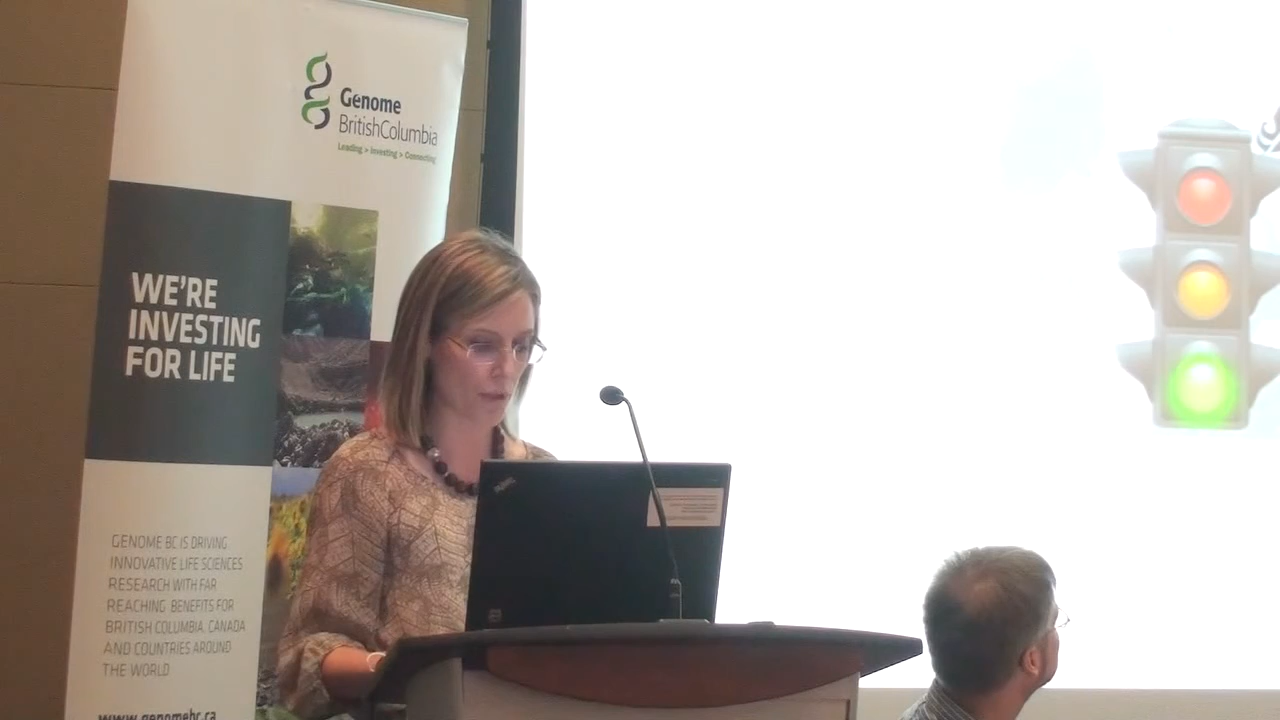 Genome
BritishColumbia
Leading > Investing > Connecting
WE'RE
INVESTING
FOR LIFE
GENOME BC IS DRIVING
INNOVATIVE LIFE SCIENCES
RESEARCH WITH FAR
REACHING BENEFITS FOR
BRITISH COLUMBIA, CANADA
AND COUNTRIES AROUND
THE WORLD
www.genomebc.ca